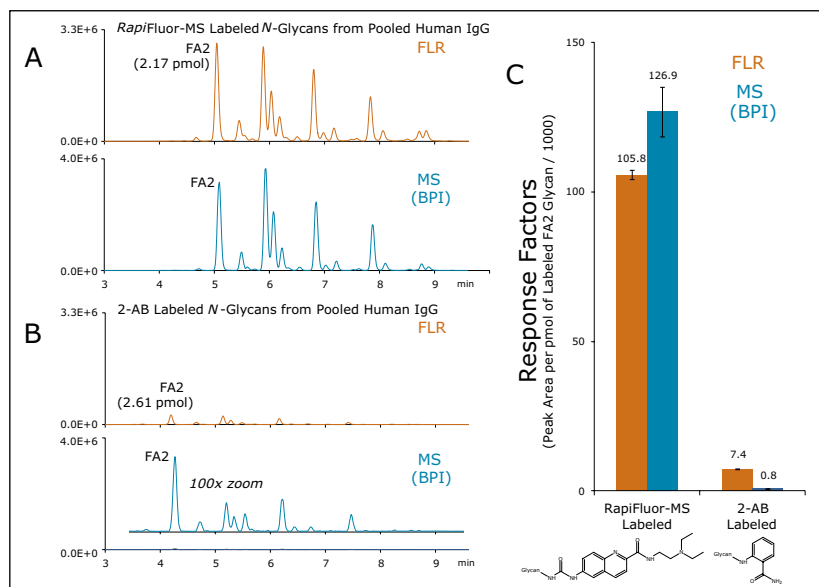 A
RapiFluor-MS Labeled N-Glycans from Pooled Human IgG
3.3E+6
FA2
(2.17 pmol)
FLR
0.0E+0
4.0E+6
FA2
MS
(BPI)
0.0E+0
3 4 5 6 7 8 9 min
B
2-AB Labeled N-Glycans from Pooled Human IgG
3.3E+6
FLR
FA2
(2.61 pmol)
0.0E+0
4.0E+6
FA2
100x zoom
MS
(BPI)
0.0E+0
3 4 5 6 7 8 9 min
C
FLR
MS
(BPI)
Response Factors
(Peak Area per pmol of Labeled FA2 Glycan / 1000)
150
100
50
0
105.8
126.9
7.4
0.8
RapiFluor-MS
Labeled
2-AB
Labeled
Glycan NH O NH N O NH N
Glycan NH O NH₂